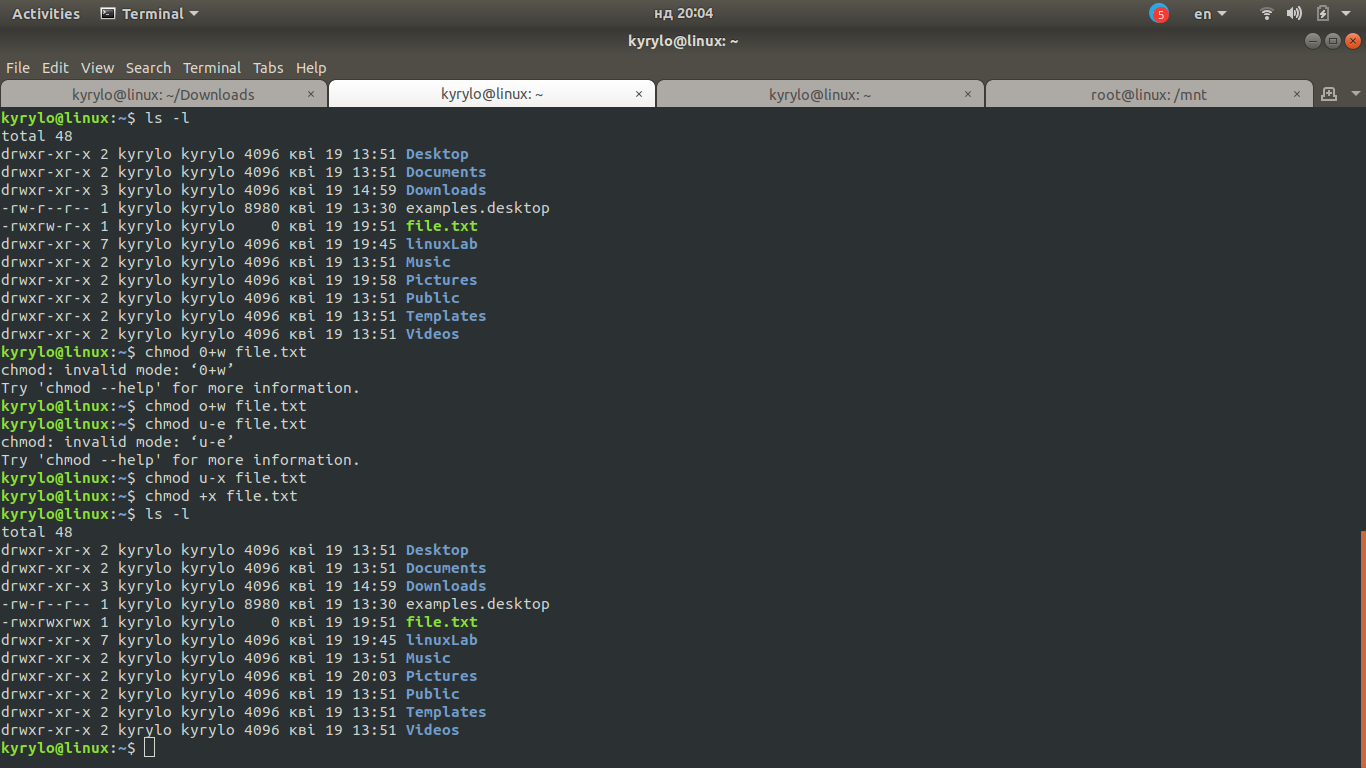 Activities Terminal нд 20:04 5 en
kyrylo@linux: ~
File Edit View Search Terminal Tabs Help
kyrylo@linux: ~/Downloads × kyrylo@linux: ~ × kyrylo@linux: ~ × root@linux: /mnt ×
kyrylo@linux:~$ ls -l
total 48
drwxr-xr-x 2 kyrylo kyrylo 4096 кві 19 13:51 Desktop
drwxr-xr-x 2 kyrylo kyrylo 4096 кві 19 13:51 Documents
drwxr-xr-x 3 kyrylo kyrylo 4096 кві 19 14:59 Downloads
-rw-r--r-- 1 kyrylo kyrylo 8980 кві 19 13:30 examples.desktop
-rwxrw-r-x 1 kyrylo kyrylo    0 кві 19 19:51 file.txt
drwxr-xr-x 7 kyrylo kyrylo 4096 кві 19 19:45 linuxLab
drwxr-xr-x 2 kyrylo kyrylo 4096 кві 19 13:51 Music
drwxr-xr-x 2 kyrylo kyrylo 4096 кві 19 19:58 Pictures
drwxr-xr-x 2 kyrylo kyrylo 4096 кві 19 13:51 Public
drwxr-xr-x 2 kyrylo kyrylo 4096 кві 19 13:51 Templates
drwxr-xr-x 2 kyrylo kyrylo 4096 кві 19 13:51 Videos
kyrylo@linux:~$ chmod 0+w file.txt
chmod: invalid mode: ‘0+w’
Try 'chmod --help' for more information.
kyrylo@linux:~$ chmod o+w file.txt
kyrylo@linux:~$ chmod u-e file.txt
chmod: invalid mode: ‘u-e’
Try 'chmod --help' for more information.
kyrylo@linux:~$ chmod u-x file.txt
kyrylo@linux:~$ chmod +x file.txt
kyrylo@linux:~$ ls -l
total 48
drwxr-xr-x 2 kyrylo kyrylo 4096 кві 19 13:51 Desktop
drwxr-xr-x 2 kyrylo kyrylo 4096 кві 19 13:51 Documents
drwxr-xr-x 3 kyrylo kyrylo 4096 кві 19 14:59 Downloads
-rw-r--r-- 1 kyrylo kyrylo 8980 кві 19 13:30 examples.desktop
-rwxrwxrwx 1 kyrylo kyrylo    0 кві 19 19:51 file.txt
drwxr-xr-x 7 kyrylo kyrylo 4096 кві 19 19:45 linuxLab
drwxr-xr-x 2 kyrylo kyrylo 4096 кві 19 13:51 Music
drwxr-xr-x 2 kyrylo kyrylo 4096 кві 19 20:03 Pictures
drwxr-xr-x 2 kyrylo kyrylo 4096 кві 19 13:51 Public
drwxr-xr-x 2 kyrylo kyrylo 4096 кві 19 13:51 Templates
drwxr-xr-x 2 kyrylo kyrylo 4096 кві 19 13:51 Videos
kyrylo@linux:~$